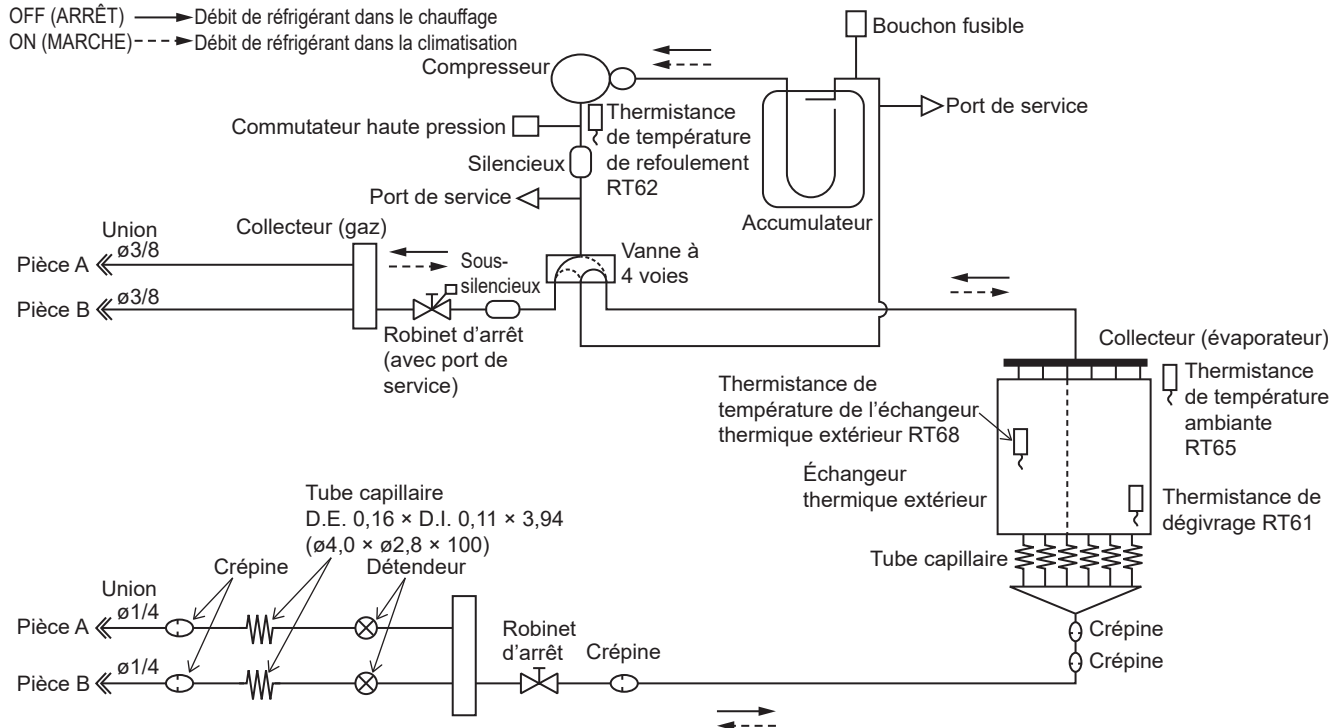 OFF (ARRÊT) Débit de réfrigérant dans le chauffage
ON (MARCHE) Débit de réfrigérant dans la climatisation
Bouchon fusible
Compresseur
Port de service
Commutateur haute pression
Thermistance
de température
de refoulement
RT62
Silencieux
Port de service
Accumulateur
Union
Collecteur (gaz)
ø3/8
Pièce A
Sous-
silencieux
Vanne à
4 voies
ø3/8
Pièce B
Robinet d’arrêt
(avec port de
service)
Collecteur (évaporateur)
Thermistance
de température
ambiante
RT65
Thermistance de
température de l’échangeur
thermique extérieur RT68
Échangeur
thermique extérieur
Thermistance de
dégivrage RT61
Tube capillaire
D.E. 0,16 × D.I. 0,11 × 3,94
(ø4,0 × ø2,8 × 100)
Tube capillaire
Crépine
Détendeur
Union
ø1/4
Pièce A
Robinet
d’arrêt
Crépine
Crépine
Crépine
ø1/4
Pièce B